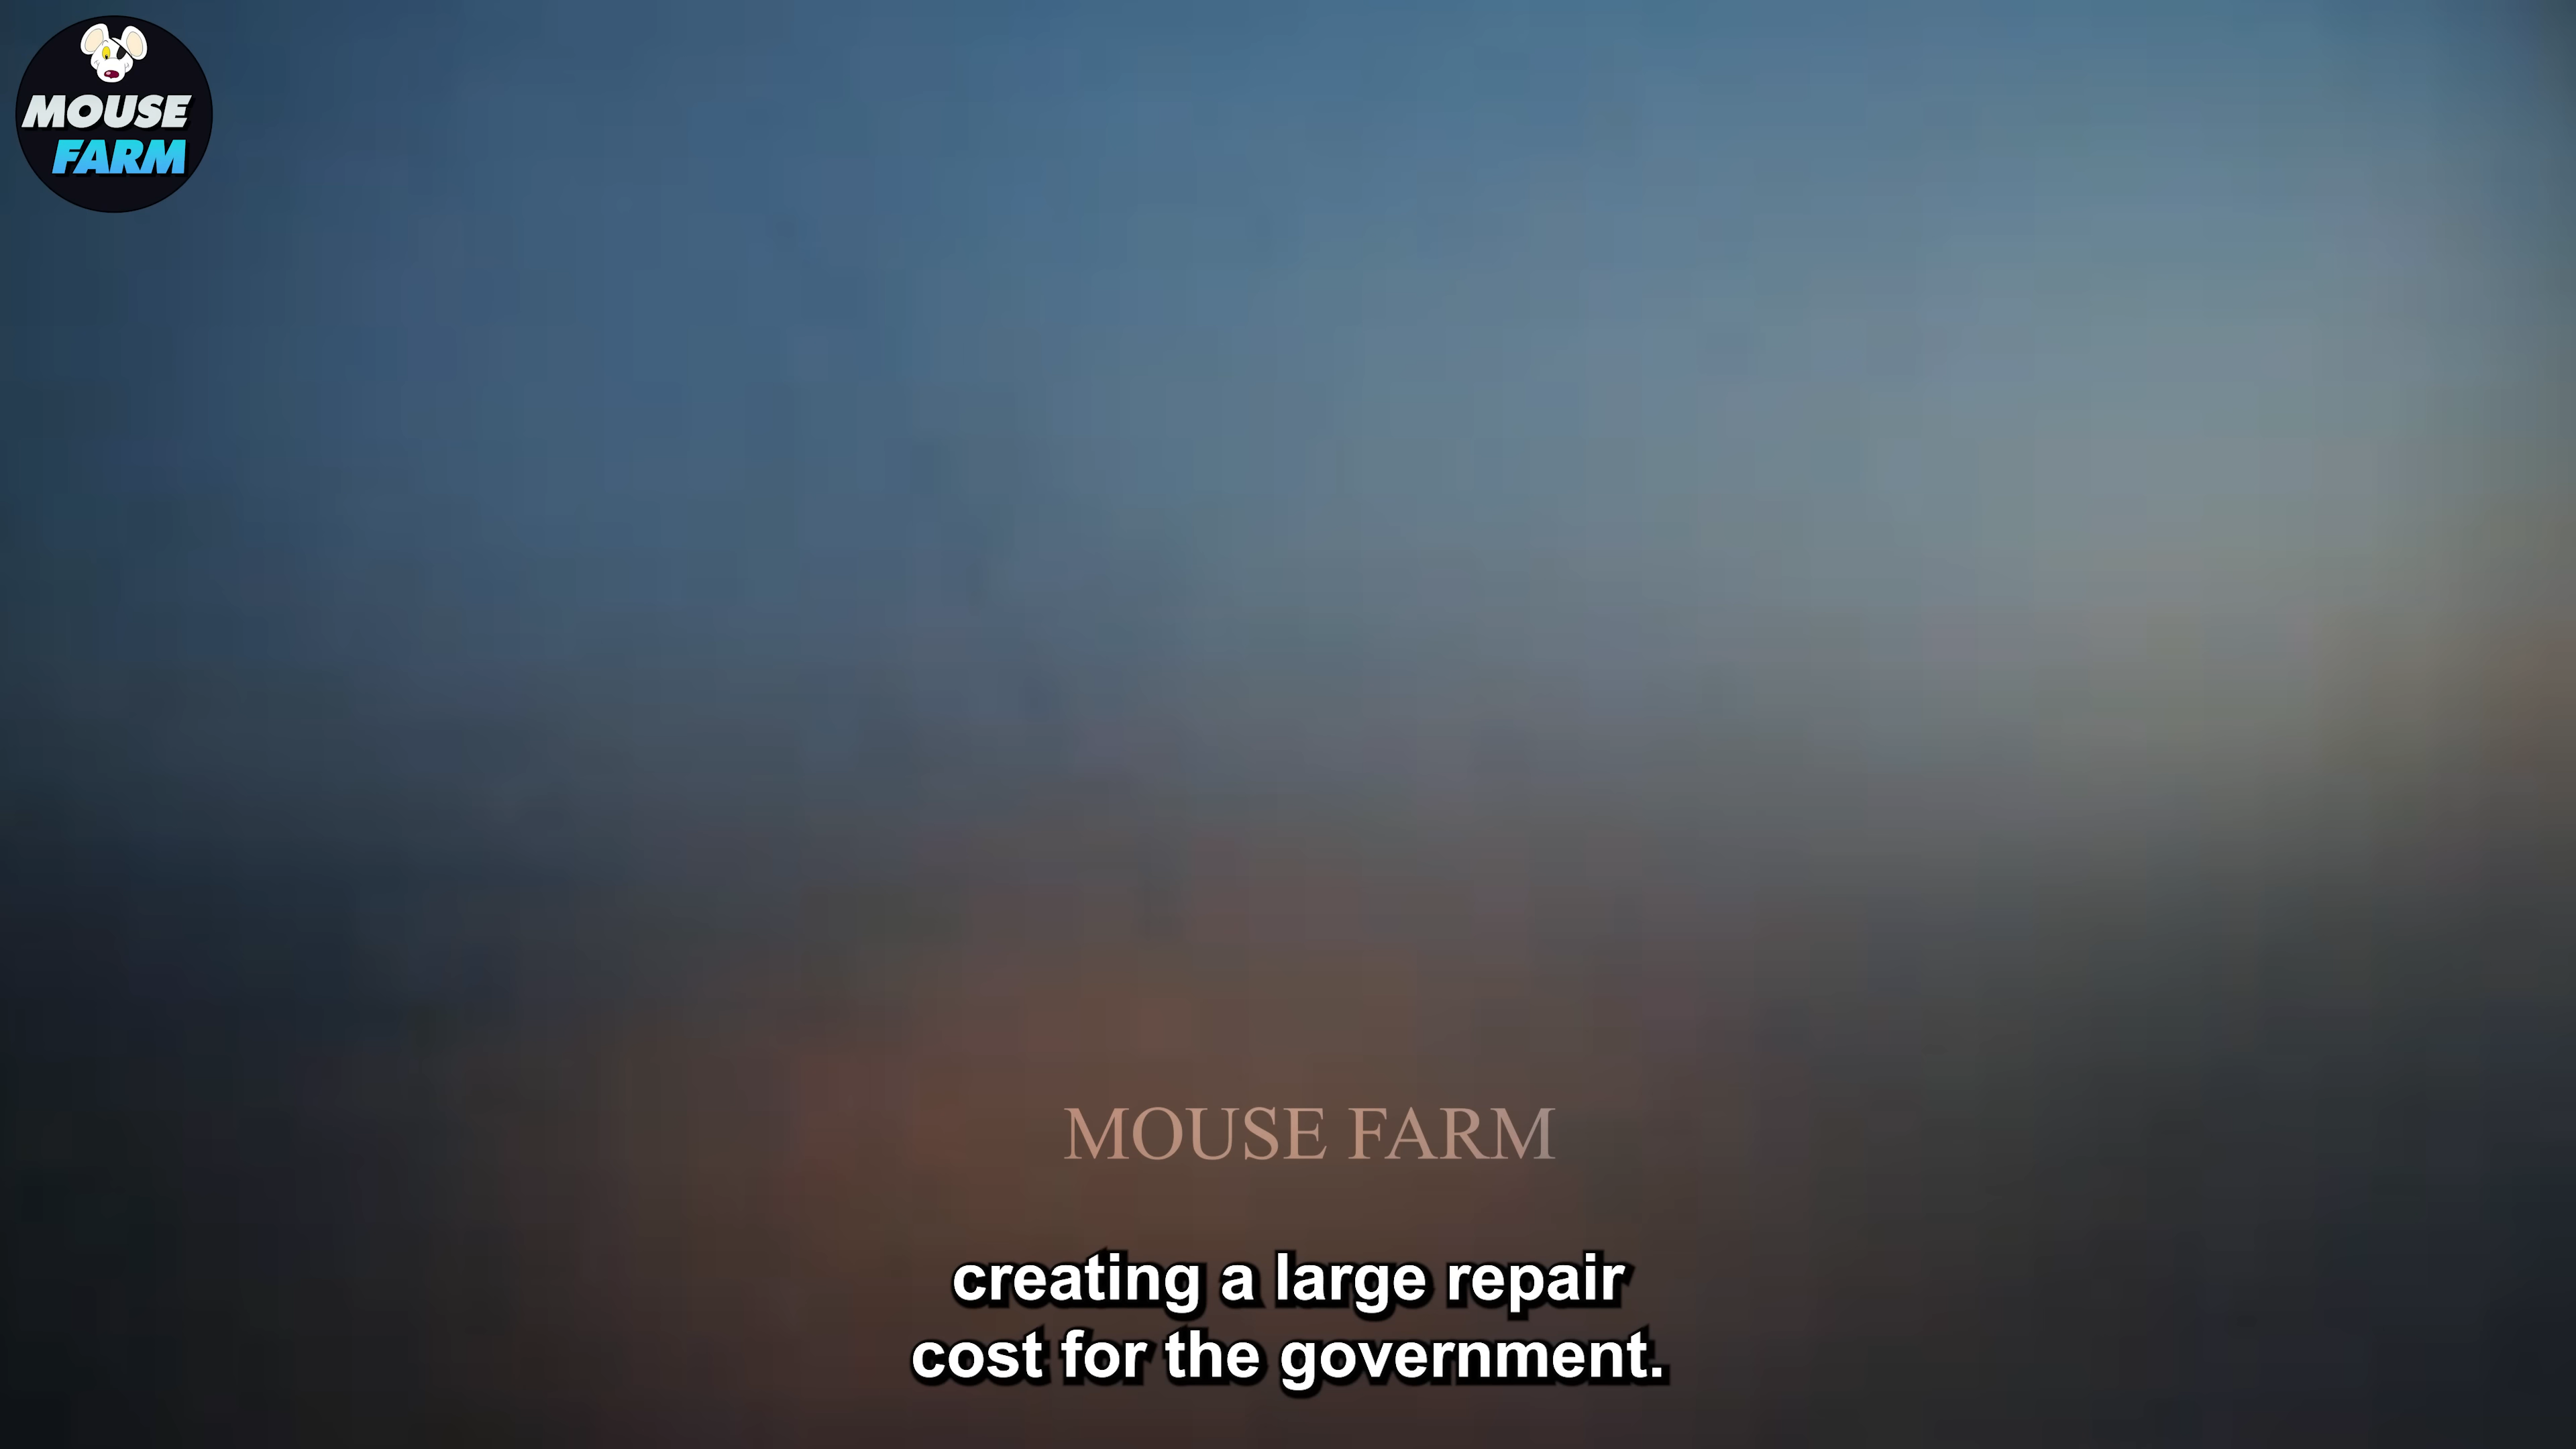 MOUSE
FARM
MOUSE FARM
creating a large repair
cost for the government.